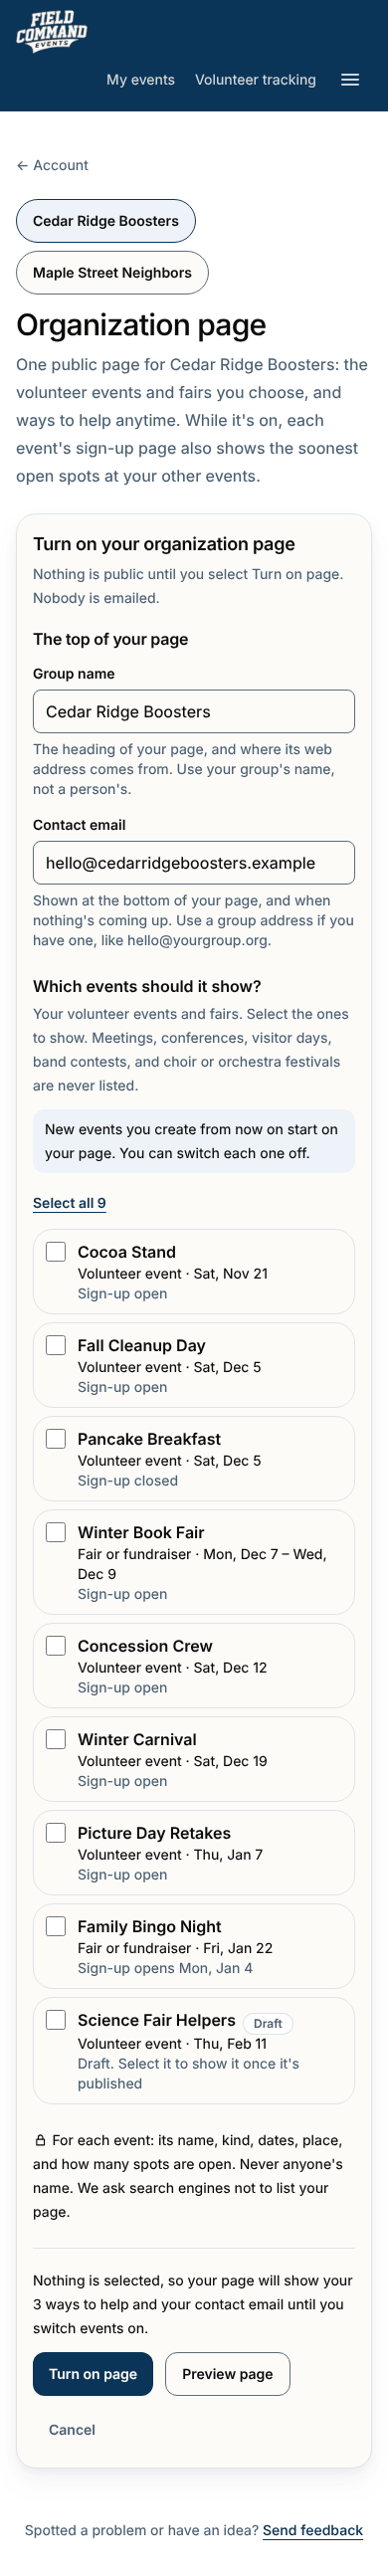 FIELD
COMMAND
EVENTS
My events Volunteer tracking
← Account
Cedar Ridge Boosters
Maple Street Neighbors
Organization page
One public page for Cedar Ridge Boosters: the
volunteer events and fairs you choose, and
ways to help anytime. While it's on, each
event's sign-up page also shows the soonest
open spots at your other events.
Turn on your organization page
Nothing is public until you select Turn on page.
Nobody is emailed.
The top of your page
Group name
Cedar Ridge Boosters
The heading of your page, and where its web
address comes from. Use your group's name,
not a person's.
Contact email
hello@cedarridgeboosters.example
Shown at the bottom of your page, and when
nothing's coming up. Use a group address if you
have one, like hello@yourgroup.org.
Which events should it show?
Your volunteer events and fairs. Select the ones
to show. Meetings, conferences, visitor days,
band contests, and choir or orchestra festivals
are never listed.
New events you create from now on start on
your page. You can switch each one off.
Select all 9
Cocoa Stand
Volunteer event · Sat, Nov 21
Sign-up open
Fall Cleanup Day
Volunteer event · Sat, Dec 5
Sign-up open
Pancake Breakfast
Volunteer event · Sat, Dec 5
Sign-up closed
Winter Book Fair
Fair or fundraiser · Mon, Dec 7 – Wed,
Dec 9
Sign-up open
Concession Crew
Volunteer event · Sat, Dec 12
Sign-up open
Winter Carnival
Volunteer event · Sat, Dec 19
Sign-up open
Picture Day Retakes
Volunteer event · Thu, Jan 7
Sign-up open
Family Bingo Night
Fair or fundraiser · Fri, Jan 22
Sign-up opens Mon, Jan 4
Science Fair Helpers Draft
Volunteer event · Thu, Feb 11
Draft. Select it to show it once it's
published
For each event: its name, kind, dates, place,
and how many spots are open. Never anyone's
name. We ask search engines not to list your
page.
Nothing is selected, so your page will show your
3 ways to help and your contact email until you
switch events on.
Turn on page Preview page
Cancel
Spotted a problem or have an idea? Send feedback